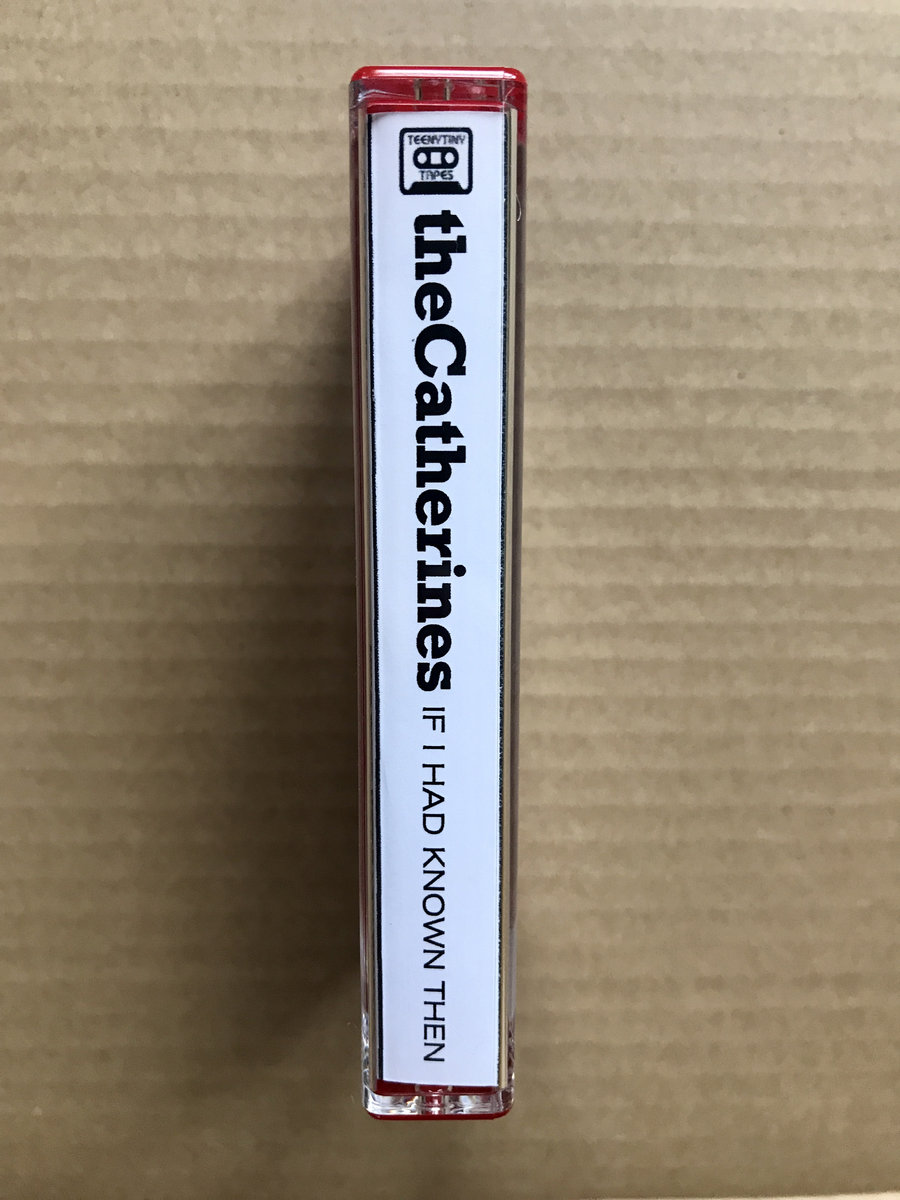 TEENYTINY
TAPES
theCatherines IF I HAD KNOWN THEN